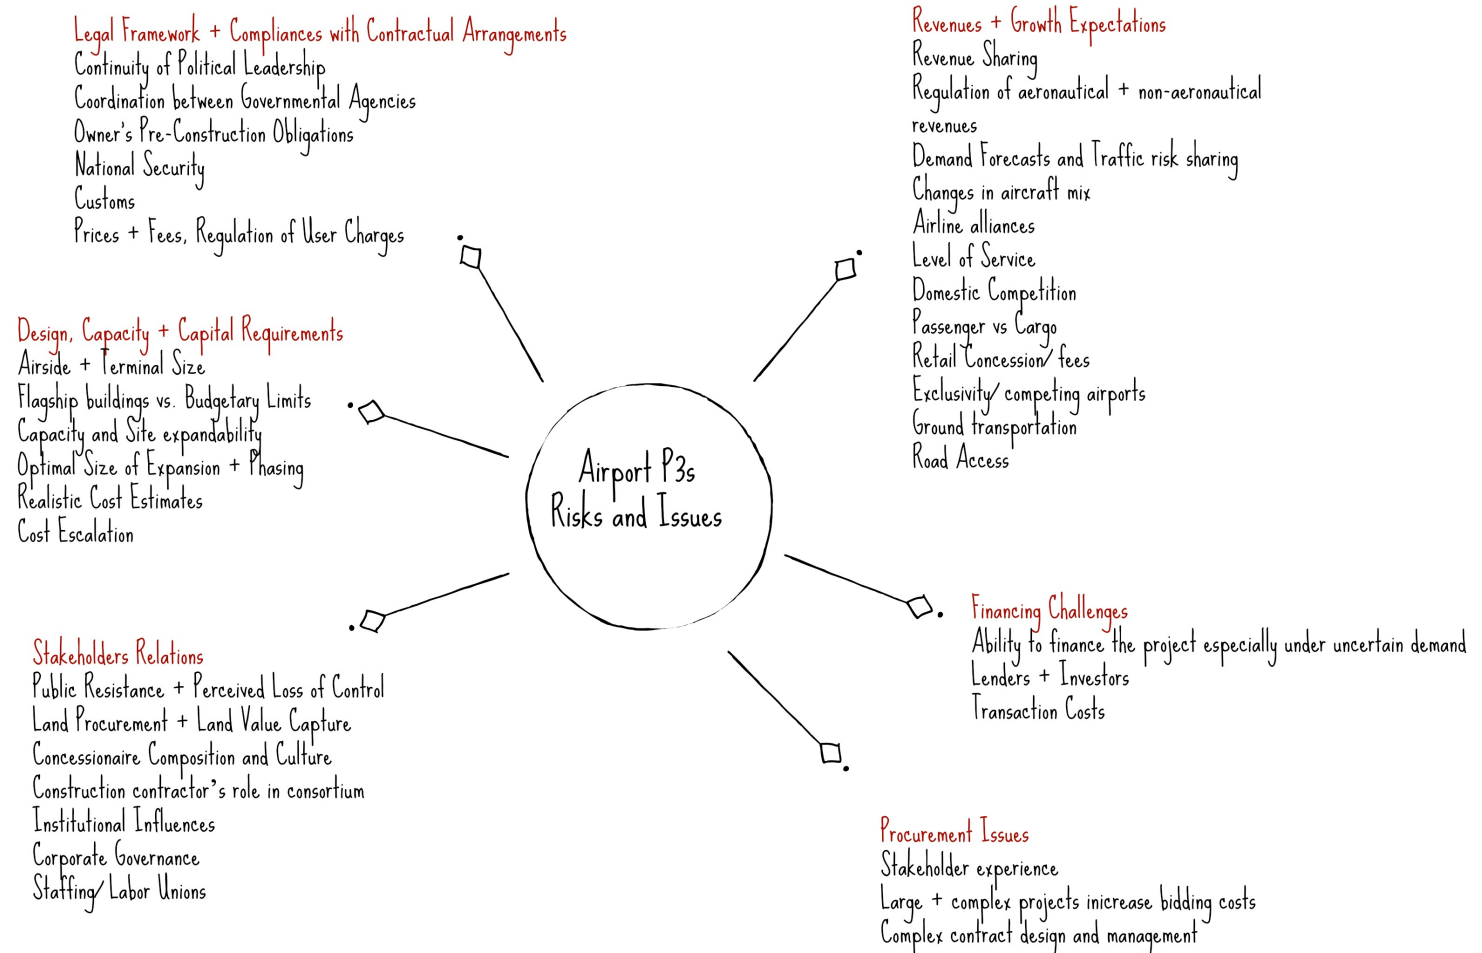 Legal Framework + Compliances with Contractual Arrangements
Continuity of Political Leadership
Coordination between Governmental Agencies
Owner's Pre-Construction Obligations
National Security
Customs
Prices + Fees, Regulation of User Charges
Design, Capacity + Capital Requirements
Airside + Terminal Size
Flagship buildings vs. Budgetary Limits
Capacity and Site expandability
Optimal Size of Expansion + Phasing
Realistic Cost Estimates
Cost Escalation
Stakeholders Relations
Public Resistance + Perceived Loss of Control
Land Procurement + Land Value Capture
Concessionaire Composition and Culture
Construction contractor's role in consortium
Institutional Influences
Corporate Governance
Staffing/ Labor Unions
Airport P3s
Risks and Issues
Revenues + Growth Expectations
Revenue Sharing
Regulation of aeronautical + non-aeronautical
revenues
Demand Forecasts and Traffic risk sharing
Changes in aircraft mix
Airline alliances
Level of Service
Domestic Competition
Passenger vs Cargo
Retail Concession/ fees
Exclusivity/ competing airports
Ground transportation
Road Access
Financing Challenges
Ability to finance the project especially under uncertain demand
Lenders + Investors
Transaction Costs
Procurement Issues
Stakeholder experience
Large + complex projects inicrease bidding costs
Complex contract design and management